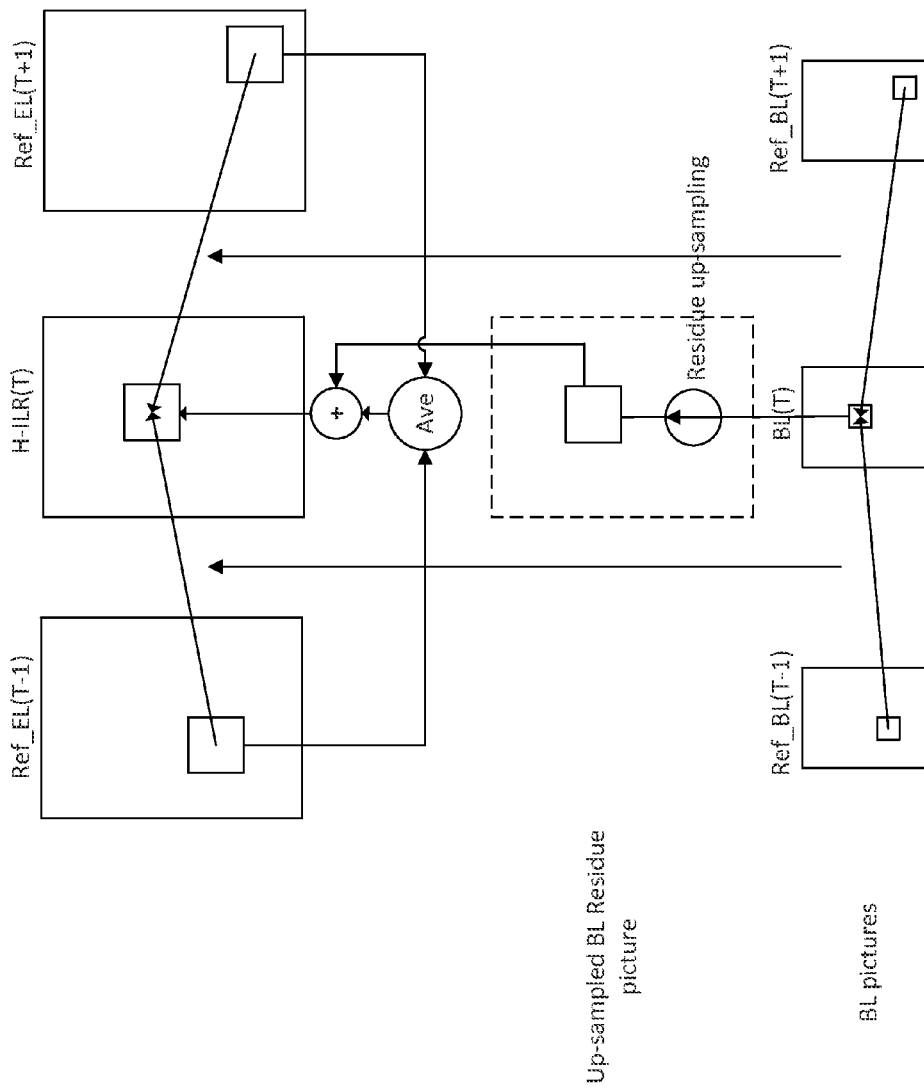 Ref_EL(T-1)
H-ILR(T)
Ref_EL(T+1)
+
Ave
Up-sampled BL Residue
picture
Residue up-sampling
BL pictures
Ref_BL(T-1)
BL(T)
Ref_BL(T+1)